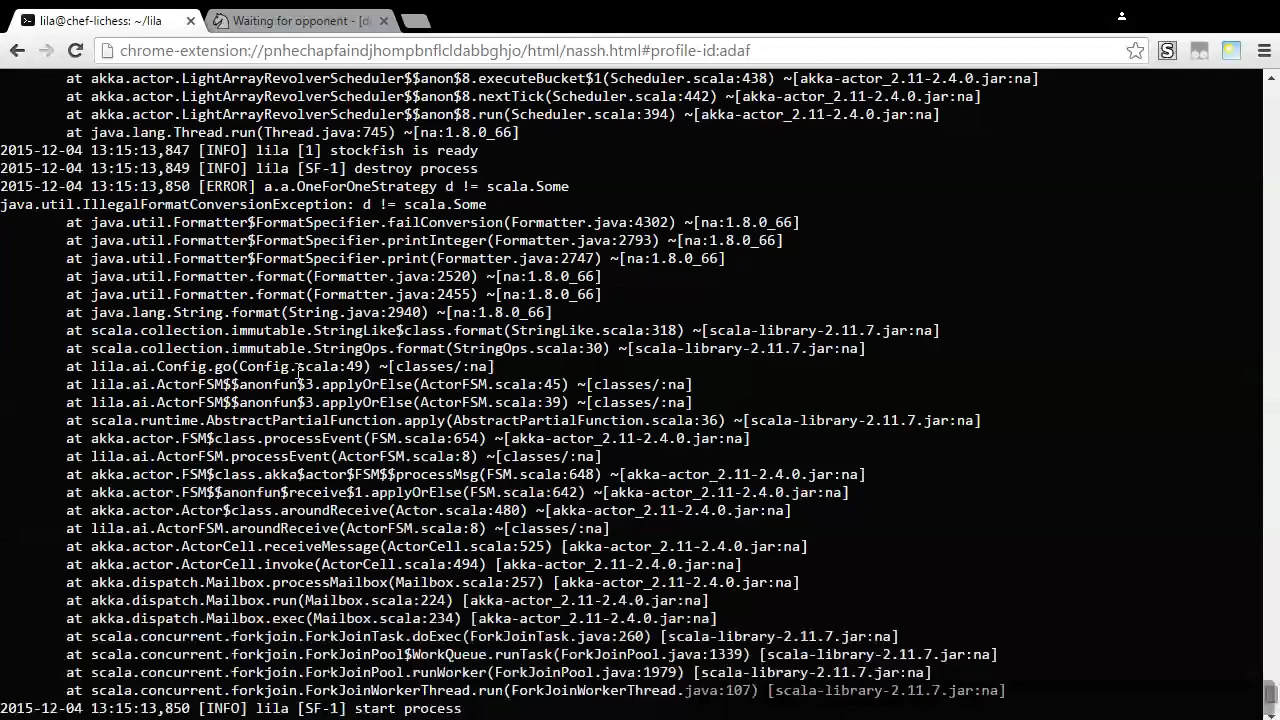 lila@chef-lichess: ~/lila
Waiting for opponent - [d
chrome-extension://pnhechapfaindjhompbnflcldabbghjo/html/nassh.html#profile-id:adaf
at akka.actor.LightArrayRevolverScheduler$$anon$8.executeBucket$1(Scheduler.scala:438) ~[akka-actor_2.11-2.4.0.jar:na]
at akka.actor.LightArrayRevolverScheduler$$anon$8.nextTick(Scheduler.scala:442) ~[akka-actor_2.11-2.4.0.jar:na]
at akka.actor.LightArrayRevolverScheduler$$anon$8.run(Scheduler.scala:394) ~[akka-actor_2.11-2.4.0.jar:na]
at java.lang.Thread.run(Thread.java:745) ~[na:1.8.0_66]
2015-12-04 13:15:13,847 [INFO] lila [1] stockfish is ready
2015-12-04 13:15:13,849 [INFO] lila [SF-1] destroy process
2015-12-04 13:15:13,850 [ERROR] a.a.OneForOneStrategy d != scala.Some
java.util.IllegalFormatConversionException: d != scala.Some
at java.util.Formatter$FormatSpecifier.failConversion(Formatter.java:4302) ~[na:1.8.0_66]
at java.util.Formatter$FormatSpecifier.printInteger(Formatter.java:2793) ~[na:1.8.0_66]
at java.util.Formatter$FormatSpecifier.print(Formatter.java:2747) ~[na:1.8.0_66]
at java.util.Formatter.format(Formatter.java:2520) ~[na:1.8.0_66]
at java.util.Formatter.format(Formatter.java:2455) ~[na:1.8.0_66]
at java.lang.String.format(String.java:2940) ~[na:1.8.0_66]
at scala.collection.immutable.StringLike$class.format(StringLike.scala:318) ~[scala-library-2.11.7.jar:na]
at scala.collection.immutable.StringOps.format(StringOps.scala:30) ~[scala-library-2.11.7.jar:na]
at lila.ai.Config.go(Config.scala:49) ~[classes/:na]
at lila.ai.ActorFSM$$anonfun$3.applyOrElse(ActorFSM.scala:45) ~[classes/:na]
at lila.ai.ActorFSM$$anonfun$3.applyOrElse(ActorFSM.scala:39) ~[classes/:na]
at scala.runtime.AbstractPartialFunction.apply(AbstractPartialFunction.scala:36) ~[scala-library-2.11.7.jar:na]
at akka.actor.FSM$class.processEvent(FSM.scala:654) ~[akka-actor_2.11-2.4.0.jar:na]
at lila.ai.ActorFSM.processEvent(ActorFSM.scala:8) ~[classes/:na]
at akka.actor.FSM$class.akka$actor$FSM$$processMsg(FSM.scala:648) ~[akka-actor_2.11-2.4.0.jar:na]
at akka.actor.FSM$$anonfun$receive$1.applyOrElse(FSM.scala:642) ~[akka-actor_2.11-2.4.0.jar:na]
at akka.actor.Actor$class.aroundReceive(Actor.scala:480) ~[akka-actor_2.11-2.4.0.jar:na]
at lila.ai.ActorFSM.aroundReceive(ActorFSM.scala:8) ~[classes/:na]
at akka.actor.ActorCell.receiveMessage(ActorCell.scala:525) [akka-actor_2.11-2.4.0.jar:na]
at akka.actor.ActorCell.invoke(ActorCell.scala:494) [akka-actor_2.11-2.4.0.jar:na]
at akka.dispatch.Mailbox.processMailbox(Mailbox.scala:257) [akka-actor_2.11-2.4.0.jar:na]
at akka.dispatch.Mailbox.run(Mailbox.scala:224) [akka-actor_2.11-2.4.0.jar:na]
at akka.dispatch.Mailbox.exec(Mailbox.scala:234) [akka-actor_2.11-2.4.0.jar:na]
at scala.concurrent.forkjoin.ForkJoinTask.doExec(ForkJoinTask.java:260) [scala-library-2.11.7.jar:na]
at scala.concurrent.forkjoin.ForkJoinPool$WorkQueue.runTask(ForkJoinPool.java:1339) [scala-library-2.11.7.jar:na]
at scala.concurrent.forkjoin.ForkJoinPool.runWorker(ForkJoinPool.java:1979) [scala-library-2.11.7.jar:na]
at scala.concurrent.forkjoin.ForkJoinWorkerThread.run(ForkJoinWorkerThread.java:107) [scala-library-2.11.7.jar:na]
2015-12-04 13:15:13,850 [INFO] lila [SF-1] start process